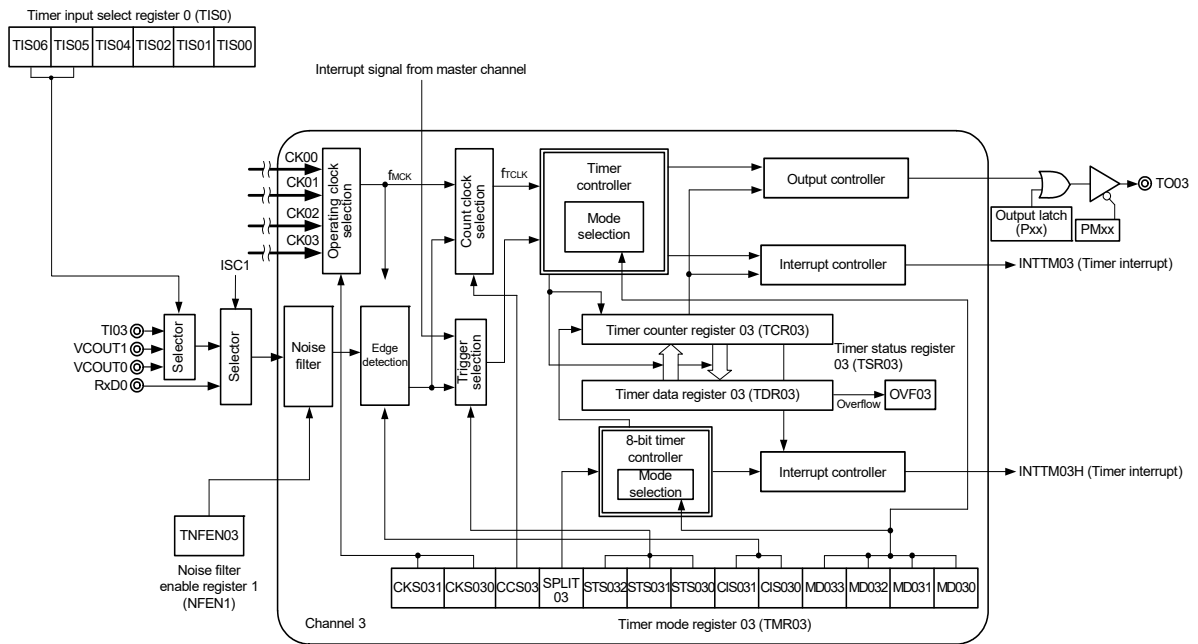 Timer input select register 0 (TIS0)
TIS06 TIS05 TIS04 TIS02 TIS01 TIS00
Interrupt signal from master channel
CK00
CK01
CK02
CK03
Operating clock
selection
fMCK
Count clock
selection
fTCLK
Timer
controller
Mode
selection
Output controller
Output latch
(Pxx)
PMxx
TO03
Interrupt controller
INTTM03 (Timer interrupt)
ISC1
TI03
VCOUT1
VCOUT0
RxD0
Selector
Selector
Noise
filter
Edge
detection
Trigger
selection
Timer counter register 03 (TCR03)
Timer status register
03 (TSR03)
Timer data register 03 (TDR03)
Overflow
OVF03
8-bit timer
controller
Mode
selection
Interrupt controller
INTTM03H (Timer interrupt)
TNFEN03
Noise filter
enable register 1
(NFEN1)
CKS031 CKS030 CCS03 SPLIT
03 STS032 STS031 STS030 CIS031 CIS030 MD033 MD032 MD031 MD030
Channel 3
Timer mode register 03 (TMR03)